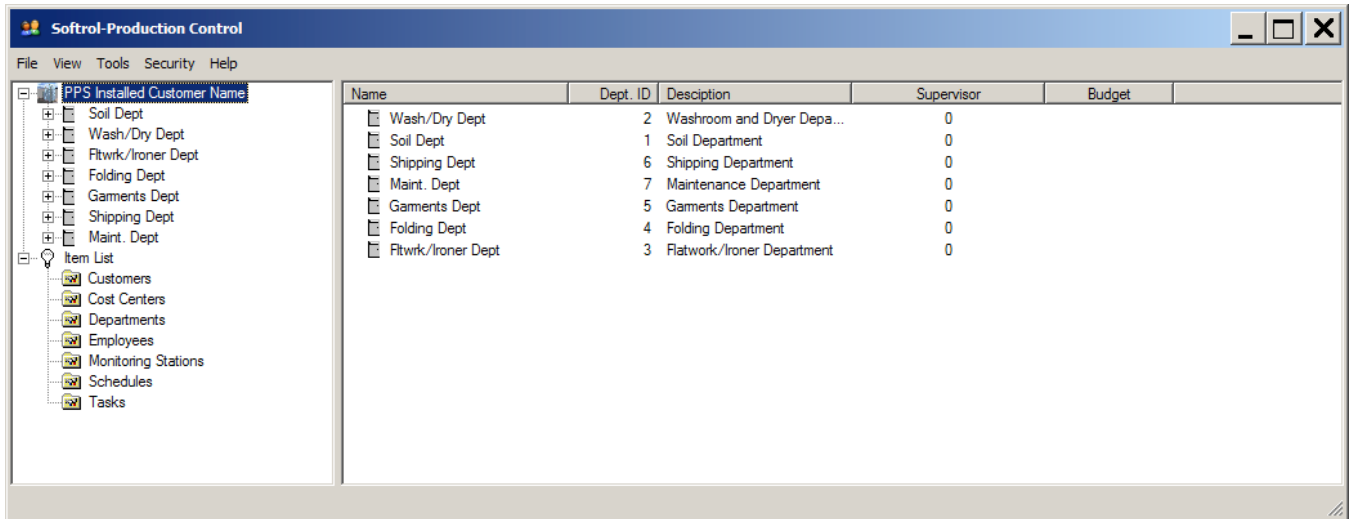 Softrol-Production Control
File View Tools Security Help
PPS Installed Customer Name
Soil Dept
Wash/Dry Dept
Fltwrk/Ironer Dept
Folding Dept
Garments Dept
Shipping Dept
Maint. Dept
Item List
Customers
Cost Centers
Departments
Employees
Monitoring Stations
Schedules
Tasks
Name Dept. ID Desciption Supervisor Budget
Wash/Dry Dept 2 Washroom and Dryer Depa... 0
Soil Dept 1 Soil Department 0
Shipping Dept 6 Shipping Department 0
Maint. Dept 7 Maintenance Department 0
Garments Dept 5 Garments Department 0
Folding Dept 4 Folding Department 0
Fltwrk/Ironer Dept 3 Flatwork/Ironer Department 0